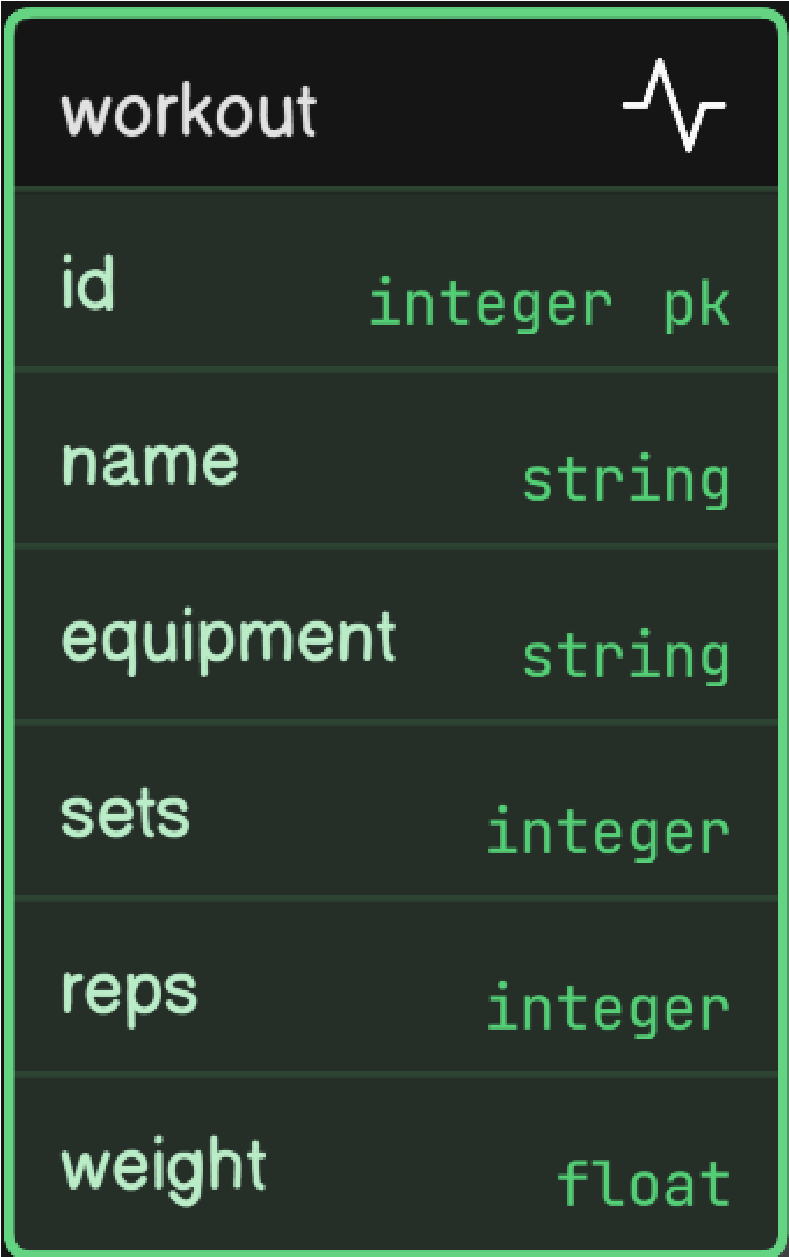 workout
id integer pk
name string
equipment string
sets integer
reps integer
weight float